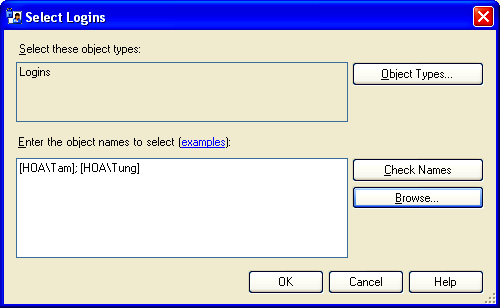 Select Logins
Select these object types:
Logins
Object Types...
Enter the object names to select (examples):
[HOA\Tam]; [HOA\Tung]
Check Names
Browse...
OK
Cancel
Help